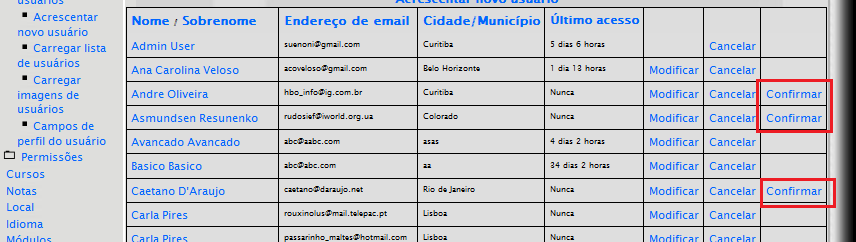 usuários
Acrescentar
novo usuário
Carregar lista
de usuários
Carregar
imagens de
usuários
Campos de
perfil do usuário
Permissões
Cursos
Notas
Local
Idioma
Módulos
Acrescentar novo usuário
Nome / Sobrenome Endereço de email Cidade/Município Último acesso
Admin User suenoni@gmail.com Curitiba 5 dias 6 horas Cancelar
Ana Carolina Veloso acoveloso@gmail.com Belo Horizonte 1 dia 13 horas Modificar Cancelar
Andre Oliveira hbo_info@ig.com.br Curitiba Nunca Modificar Cancelar Confirmar
Asmundsen Resunenko rudosief@iworld.org.ua Colorado Nunca Modificar Cancelar Confirmar
Avancado Avancado abc@aabc.com asas 4 dias 2 horas Modificar Cancelar
Basico Basico abc@abc.com aa 34 dias 2 horas Modificar Cancelar
Caetano D'Araujo caetano@daraujo.net Rio de Janeiro Nunca Modificar Cancelar Confirmar
Carla Pires rouxinolus@mail.telepac.pt Lisboa Nunca Modificar Cancelar
Carla Pires passarinho_maltes@hotmail.com Lisboa Nunca Modificar Cancelar